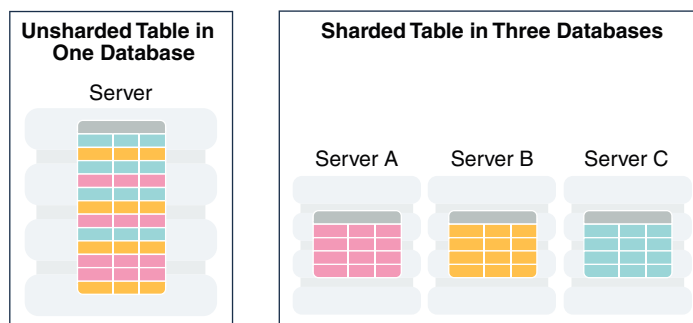 Unsharded Table in
One Database
Server
Sharded Table in Three Databases
Server A
Server B
Server C